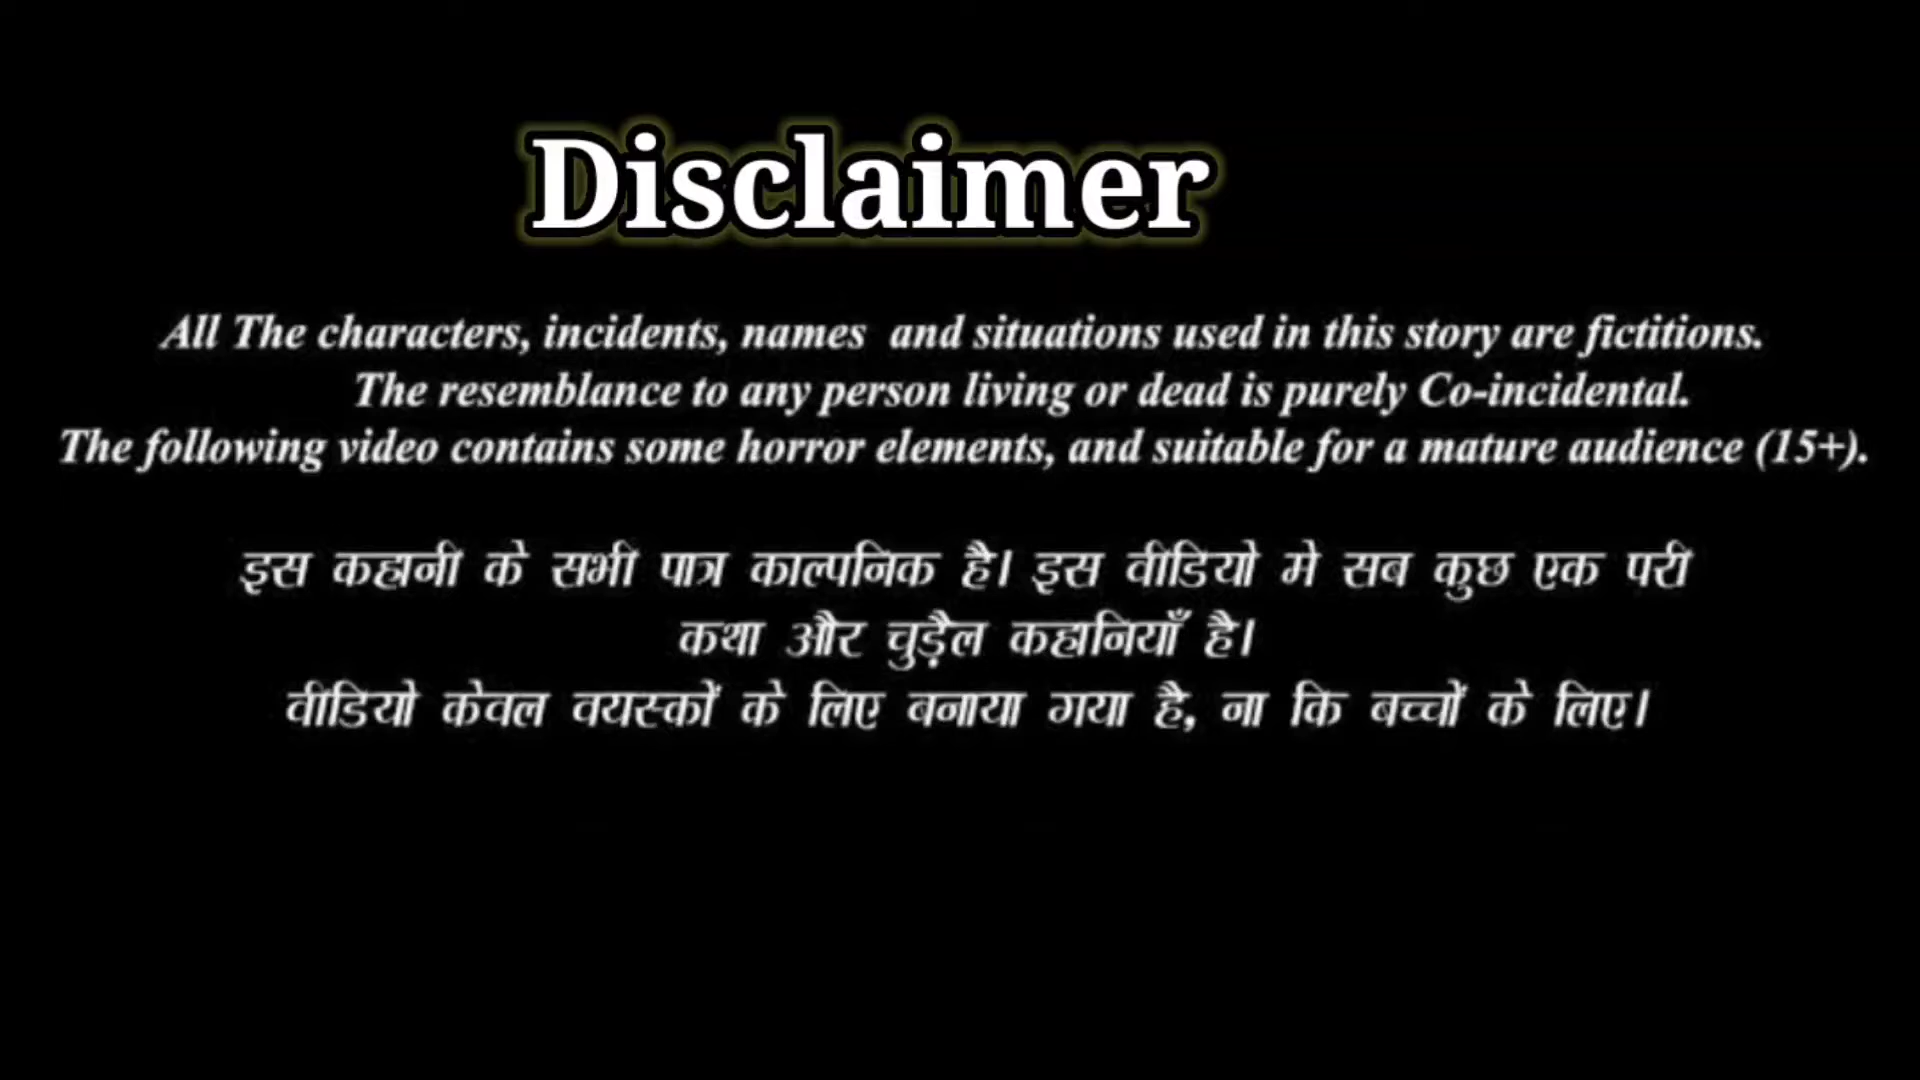 Disclaimer
All The characters, incidents, names and situations used in this story are fictitions.
The resemblance to any person living or dead is purely Co-incidental.
The following video contains some horror elements, and suitable for a mature audience (15+).
इस कहानी के सभी पात्र काल्पनिक है। इस वीडियो मे सब कुछ एक परी
कथा और चुड़ैल कहानियाँ है।
वीडियो केवल वयस्कों के लिए बनाया गया है, ना कि बच्चों के लिए।